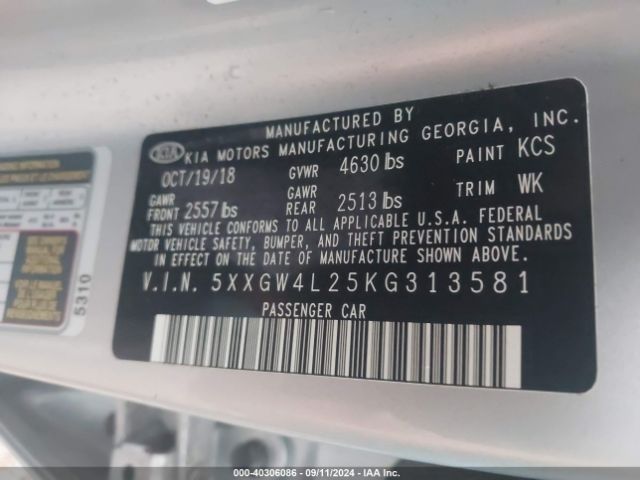 MANUFACTURED BY
KIA KIA MOTORS MANUFACTURING GEORGIA, INC.
OCT/19/18 GVWR 4630 lbs PAINT KCS
GAWR FRONT 2557 lbs GAWR REAR 2513 lbs TRIM WK
THIS VEHICLE CONFORMS TO ALL APPLICABLE U.S.A. FEDERAL
MOTOR VEHICLE SAFETY, BUMPER, AND THEFT PREVENTION STANDARDS
IN EFFECT ON THE DATE OF MANUFACTURE SHOWN ABOVE.
V.I.N. 5XXGW4L25KG313581
PASSENGER CAR
5310
000-40306086 - 09/11/2024 - IAA Inc.